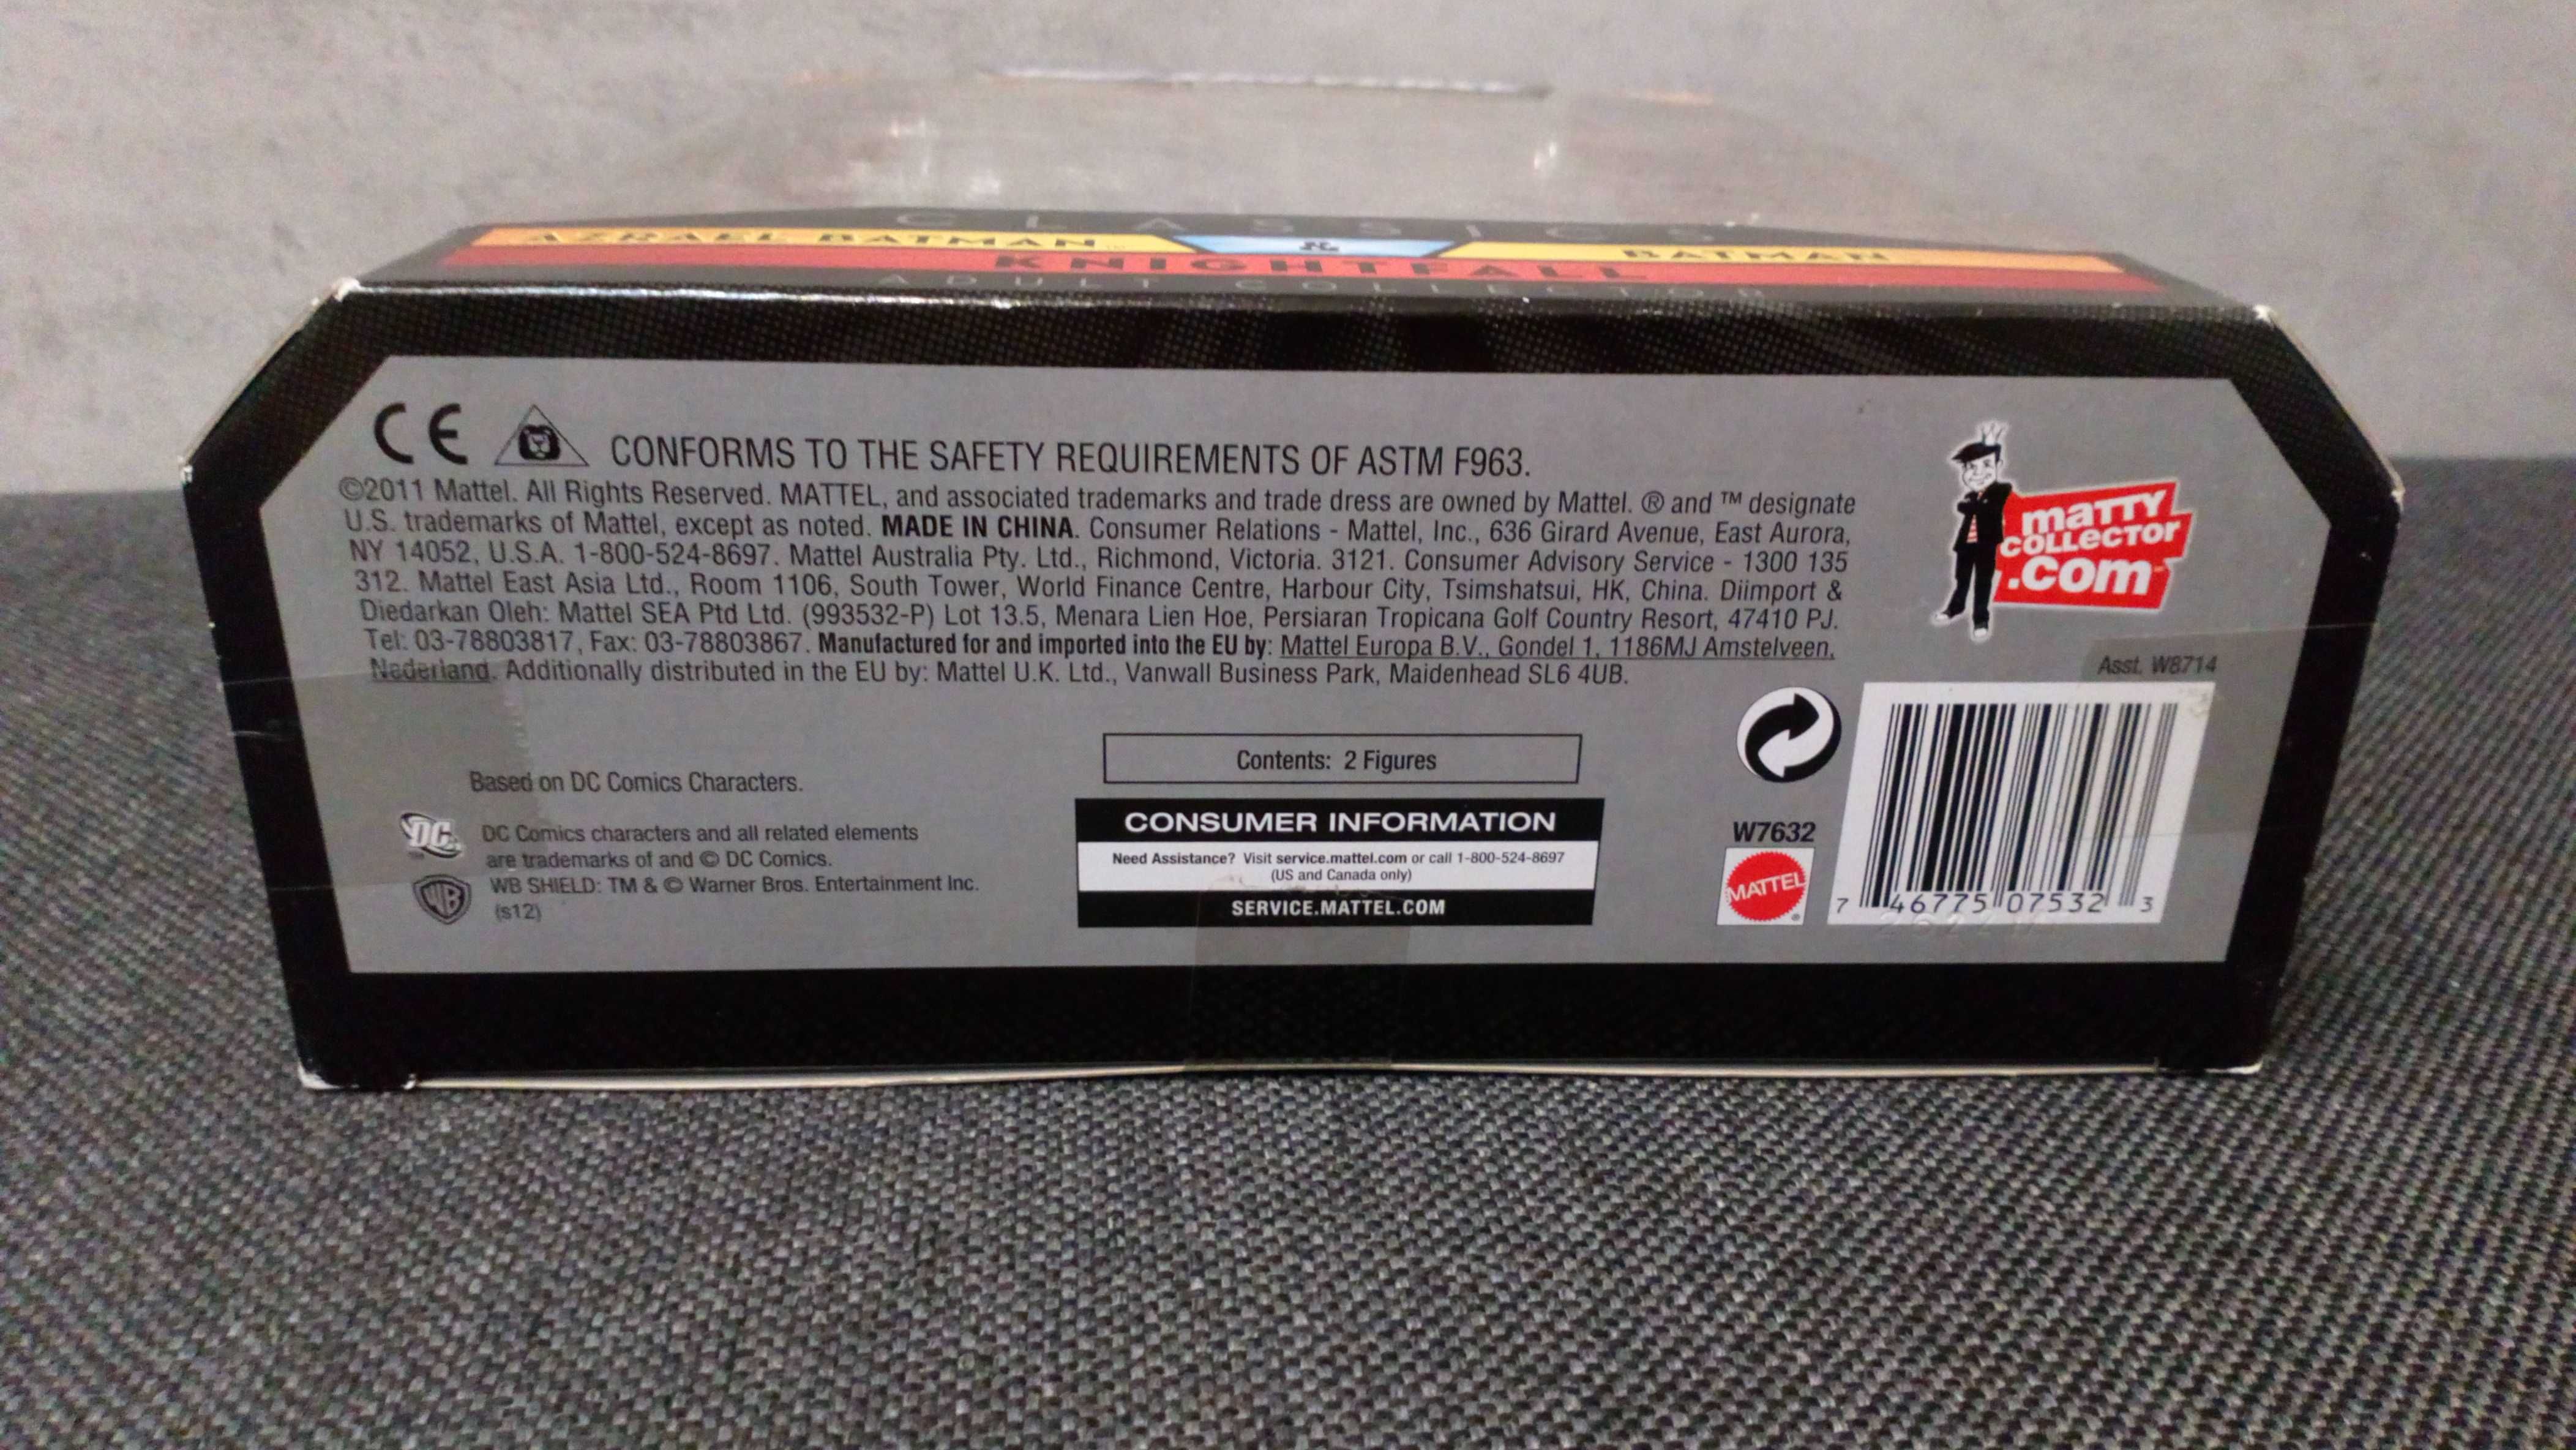 CLASSICS
AZRAEL BATMAN™ & BATMAN
KNIGHTFALL
ADULT COLLECTOR
CE CONFORMS TO THE SAFETY REQUIREMENTS OF ASTM F963.
©2011 Mattel. All Rights Reserved. MATTEL, and associated trademarks and trade dress are owned by Mattel. ® and ™ designate
U.S. trademarks of Mattel, except as noted. MADE IN CHINA. Consumer Relations - Mattel, Inc., 636 Girard Avenue, East Aurora,
NY 14052, U.S.A. 1-800-524-8697. Mattel Australia Pty. Ltd., Richmond, Victoria. 3121. Consumer Advisory Service - 1300 135
312. Mattel East Asia Ltd., Room 1106, South Tower, World Finance Centre, Harbour City, Tsimshatsui, HK, China. Diimport &
Diedarkan Oleh: Mattel SEA Ptd Ltd. (993532-P) Lot 13.5, Menara Lien Hoe, Persiaran Tropicana Golf Country Resort, 47410 PJ.
Tel: 03-78803817, Fax: 03-78803867. Manufactured for and imported into the EU by: Mattel Europa B.V., Gondel 1, 1186MJ Amstelveen,
Nederland. Additionally distributed in the EU by: Mattel U.K. Ltd., Vanwall Business Park, Maidenhead SL6 4UB.
matty
collector
.com
Asst. W8714
Contents: 2 Figures
Based on DC Comics Characters.
DC
DC Comics characters and all related elements
are trademarks of and © DC Comics.
WB
WB SHIELD: TM & © Warner Bros. Entertainment Inc.
(s12)
CONSUMER INFORMATION
Need Assistance? Visit service.mattel.com or call 1-800-524-8697
(US and Canada only)
SERVICE.MATTEL.COM
W7632
MATTEL®
7 46775 07532 3